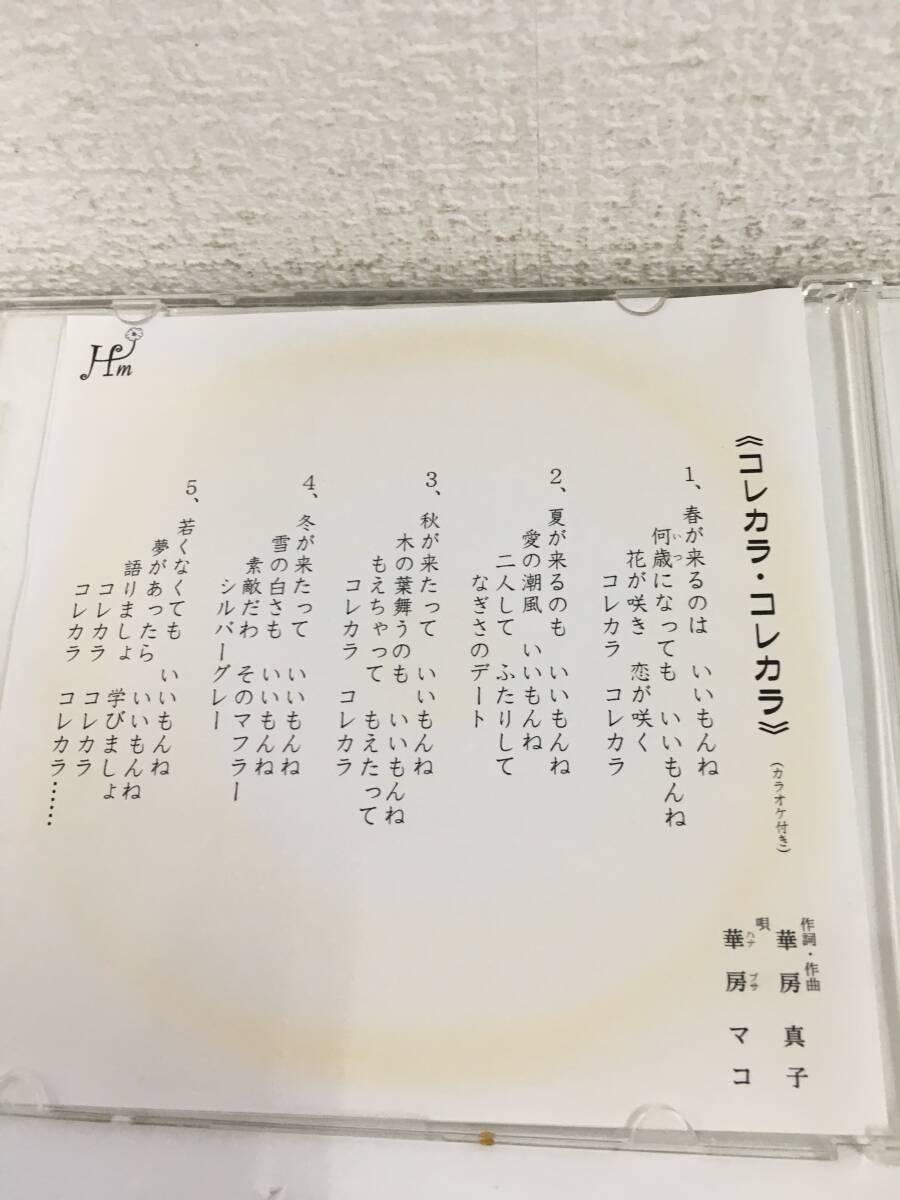 《コレカラ・コレカラ》(カラオケ付き)
作詞・作曲 華房 真子
唄 華房 マコ
ハナ ブサ
1、春が来るのは いいもんね
何歳になっても いいもんね
いつ
花が咲き 恋が咲く
コレカラ コレカラ
2、夏が来るのも いいもんね
愛の潮風 いいもんね
二人して ふたりして
なぎさのデート
3、秋が来たって いいもんね
木の葉舞うのも いいもんね
もえちゃって もえたって
コレカラ コレカラ
4、冬が来たって いいもんね
雪の白さも いいもんね
素敵だわ そのマフラー
シルバーグレー
5、若くなくても いいもんね
夢があったら いいもんね
語りましょ 学びましょ
コレカラ コレカラ
コレカラ コレカラ……
Hm